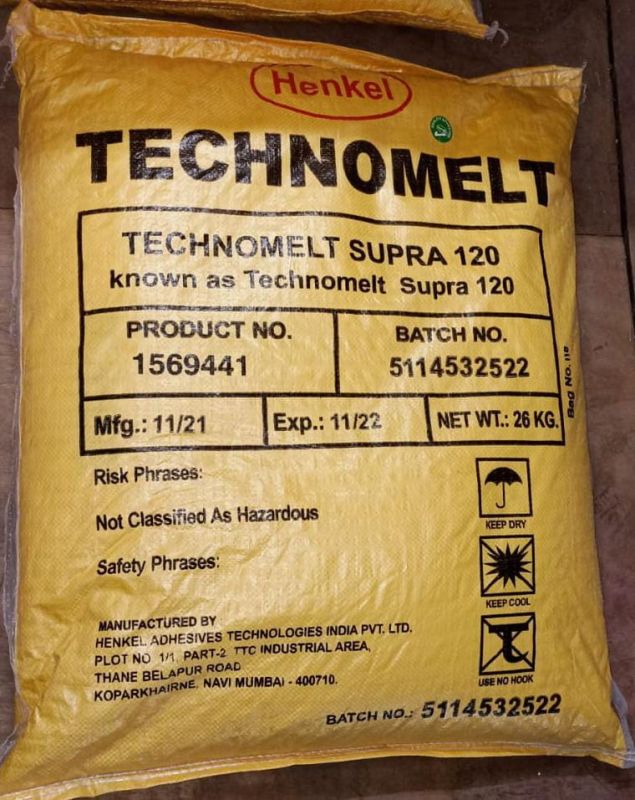 Henkel
TECHNOMELT
TECHNOMELT SUPRA 120
known as Technomelt Supra 120
PRODUCT NO.
1569441
BATCH NO.
5114532522
Mfg.: 11/21
Exp.: 11/22
NET WT.: 26 KG.
Bag No.
Risk Phrases:
Not Classified As Hazardous
Safety Phrases:
KEEP DRY
KEEP COOL
USE NO HOOK
MANUFACTURED BY
HENKEL ADHESIVES TECHNOLOGIES INDIA PVT. LTD.
PLOT NO. 1/1, PART-2 TTC INDUSTRIAL AREA,
THANE BELAPUR ROAD
KOPARKHAIRNE, NAVI MUMBAI - 400710.
BATCH NO.: 5114532522